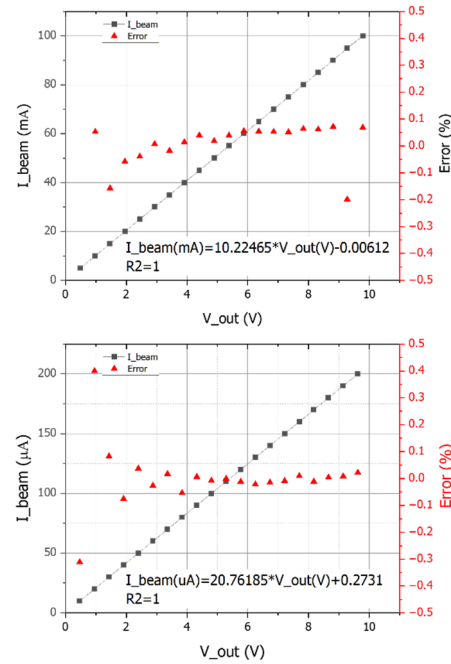 I_beam
Error
100
80
60
40
20
0
I_beam (mA)
0.5
0.4
0.3
0.2
0.1
0.0
−0.1
−0.2
−0.3
−0.4
−0.5
Error (%)
I_beam(mA)=10.22465*V_out(V)-0.00612
R2=1
0 2 4 6 8 10
V_out (V)
I_beam
Error
200
150
100
50
0
I_beam (μA)
0.5
0.4
0.3
0.2
0.1
0.0
−0.1
−0.2
−0.3
−0.4
−0.5
Error (%)
I_beam(uA)=20.76185*V_out(V)+0.2731
R2=1
0 2 4 6 8 10
V_out (V)